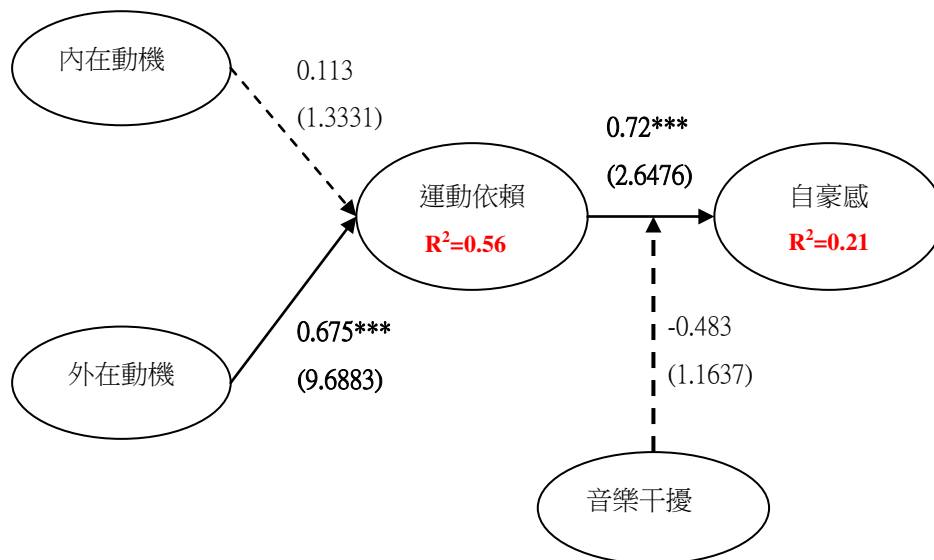 內在動機
0.113
(1.3331)
0.72***
(2.6476)
運動依賴
R²=0.56
自豪感
R²=0.21
0.675***
(9.6883)
外在動機
-0.483
(1.1637)
音樂干擾